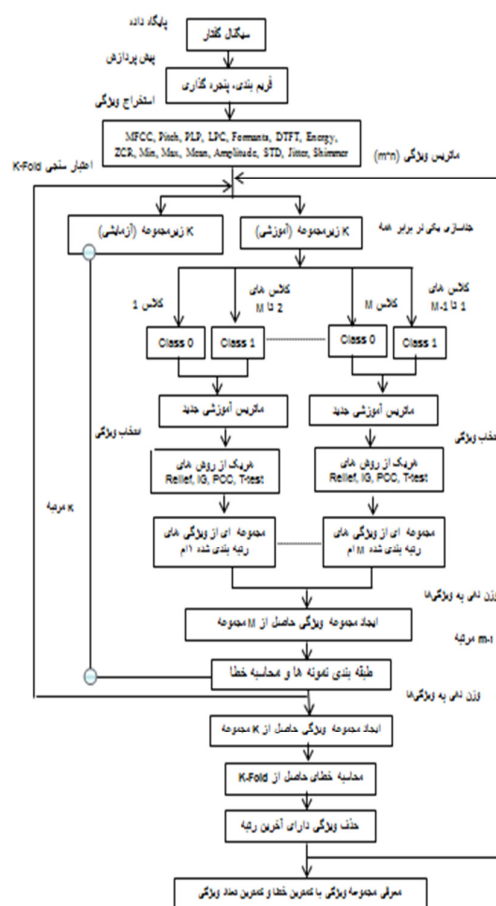 پایگاه داده
سیگنال گفتار
پیش پردازش
فریم بندی، پنجره گذاری
استخراج ویژگی
MFCC, Pitch, PLP, LPC, Formants, DTFT, Energy,
ZCR, Min, Max, Mean, Amplitude, STD, Jitter, Shimmer
ماتریس ویژگی (m*n)
اعتبار سنجی K-Fold
K زیرمجموعه (آزمایشی)
K زیرمجموعه (آموزشی)
جداسازی یکی در برابر همه
کلاس 1
کلاس های
2 تا M
کلاس M
کلاس های
1 تا M-1
Class 0
Class 1
Class 0
Class 1
ماتریس آموزشی جدید
ماتریس آموزشی جدید
انتخاب ویژگی
نتخاب ویژگی
هریک از روش های
Relief, IG, PCC, T-test
هریک از روش های
Relief, IG, PCC, T-test
K مرتبه
مجموعه ای از ویژگی های
رتبه بندی شده 1ام
مجموعه ای از ویژگی های
رتبه بندی شده M ام
وزن دهی به ویژگی‌ها
ایجاد مجموعه ویژگی حاصل از M مجموعه
m-1 مرتبه
طبقه بندی نمونه ها و محاسبه خطا
وزن دهی به ویژگی‌ها
ایجاد مجموعه ویژگی حاصل از K مجموعه
محاسبه خطای حاصل از K-Fold
حذف ویژگی دارای آخرین رتبه
معرفی مجموعه ویژگی با کمترین خطا و کمترین تعداد ویژگی